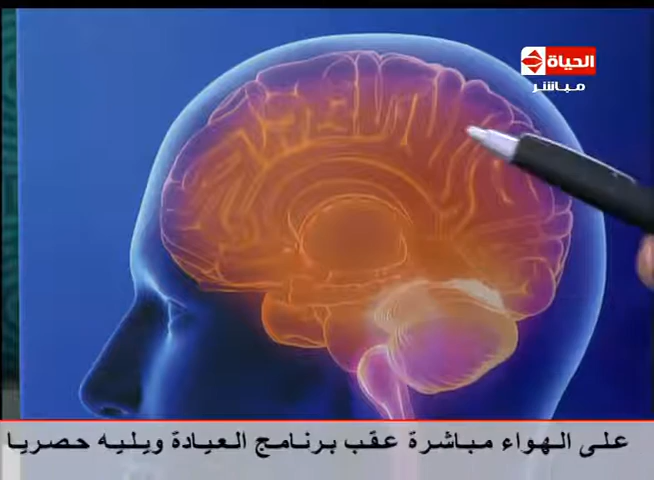 الحياة
مباشر
على الهواء مباشرة عقب برنامج العيادة ويليه حصريا